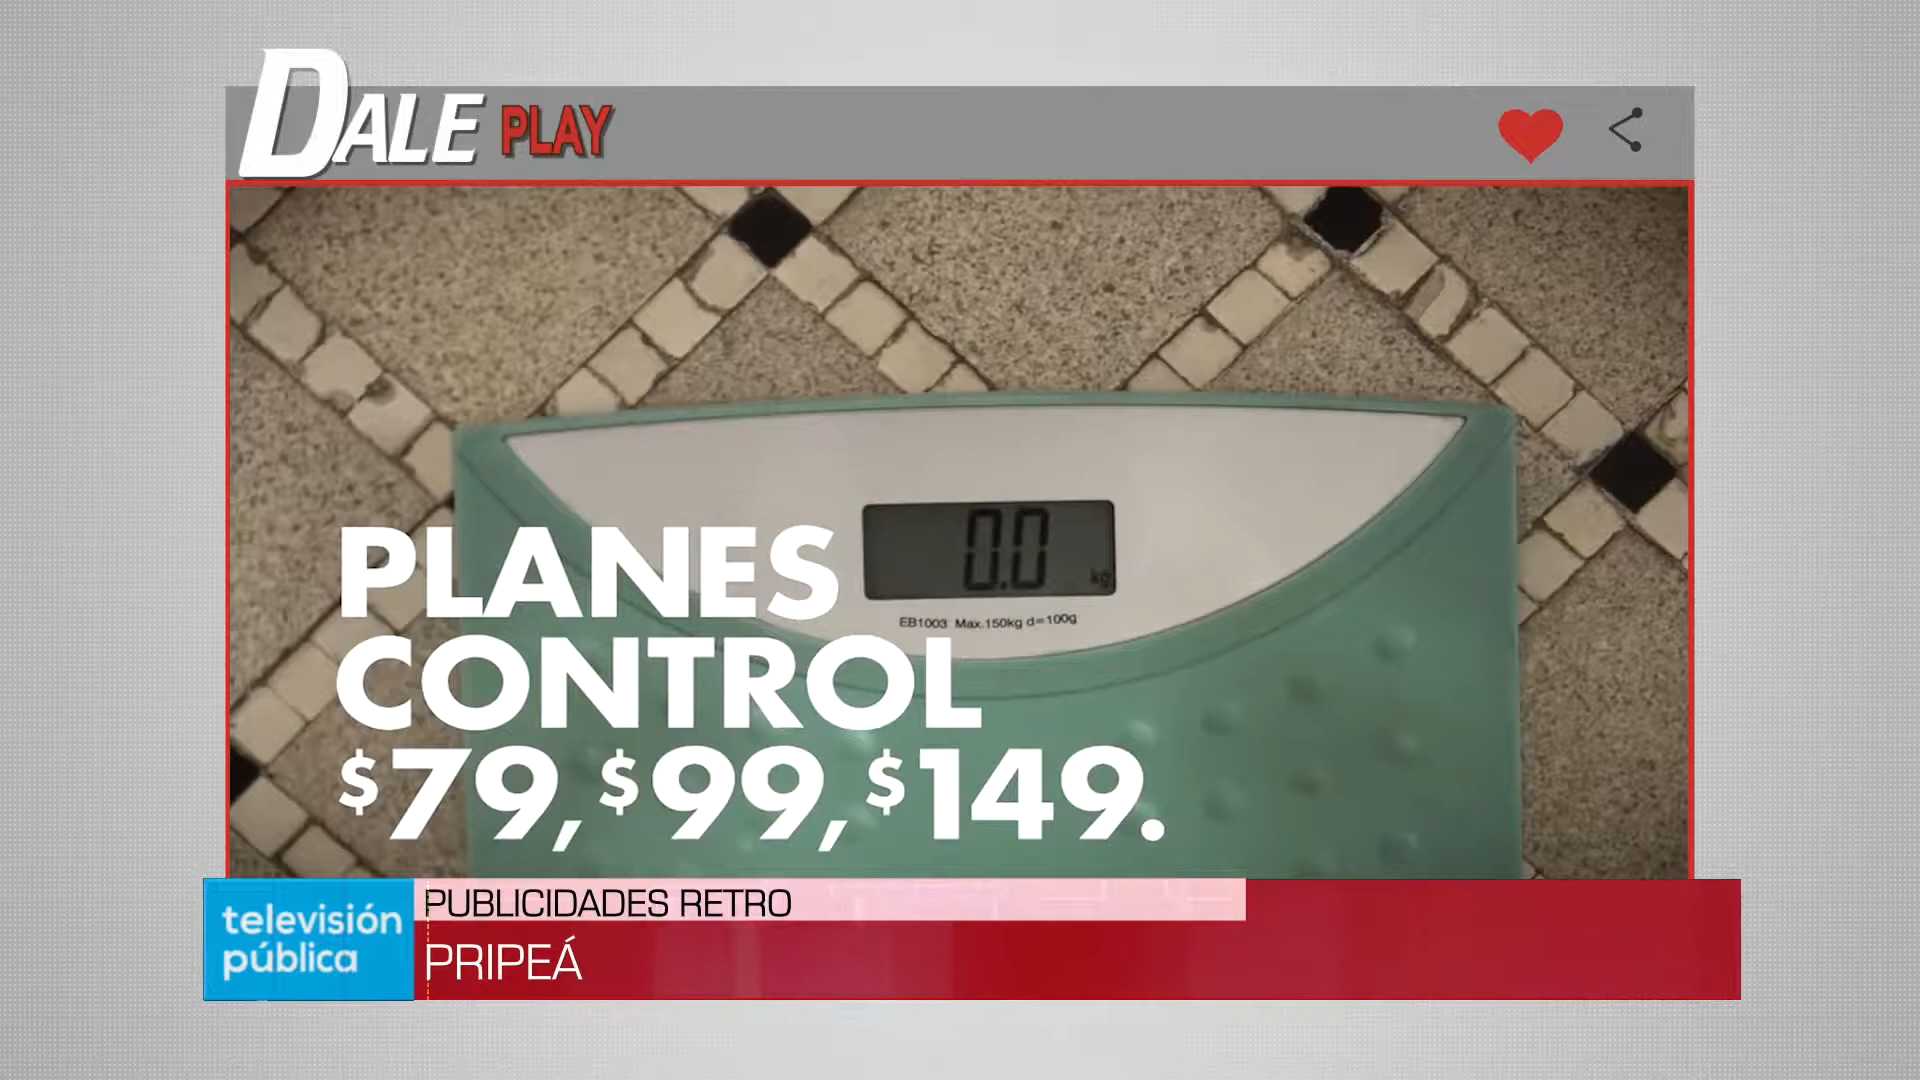 DALE PLAY
0.0
kg
EB1003 Max.150kg d=100g
PLANES
CONTROL
$79, $99, $149.
televisión
pública
PUBLICIDADES RETRO
PRIPEÁ